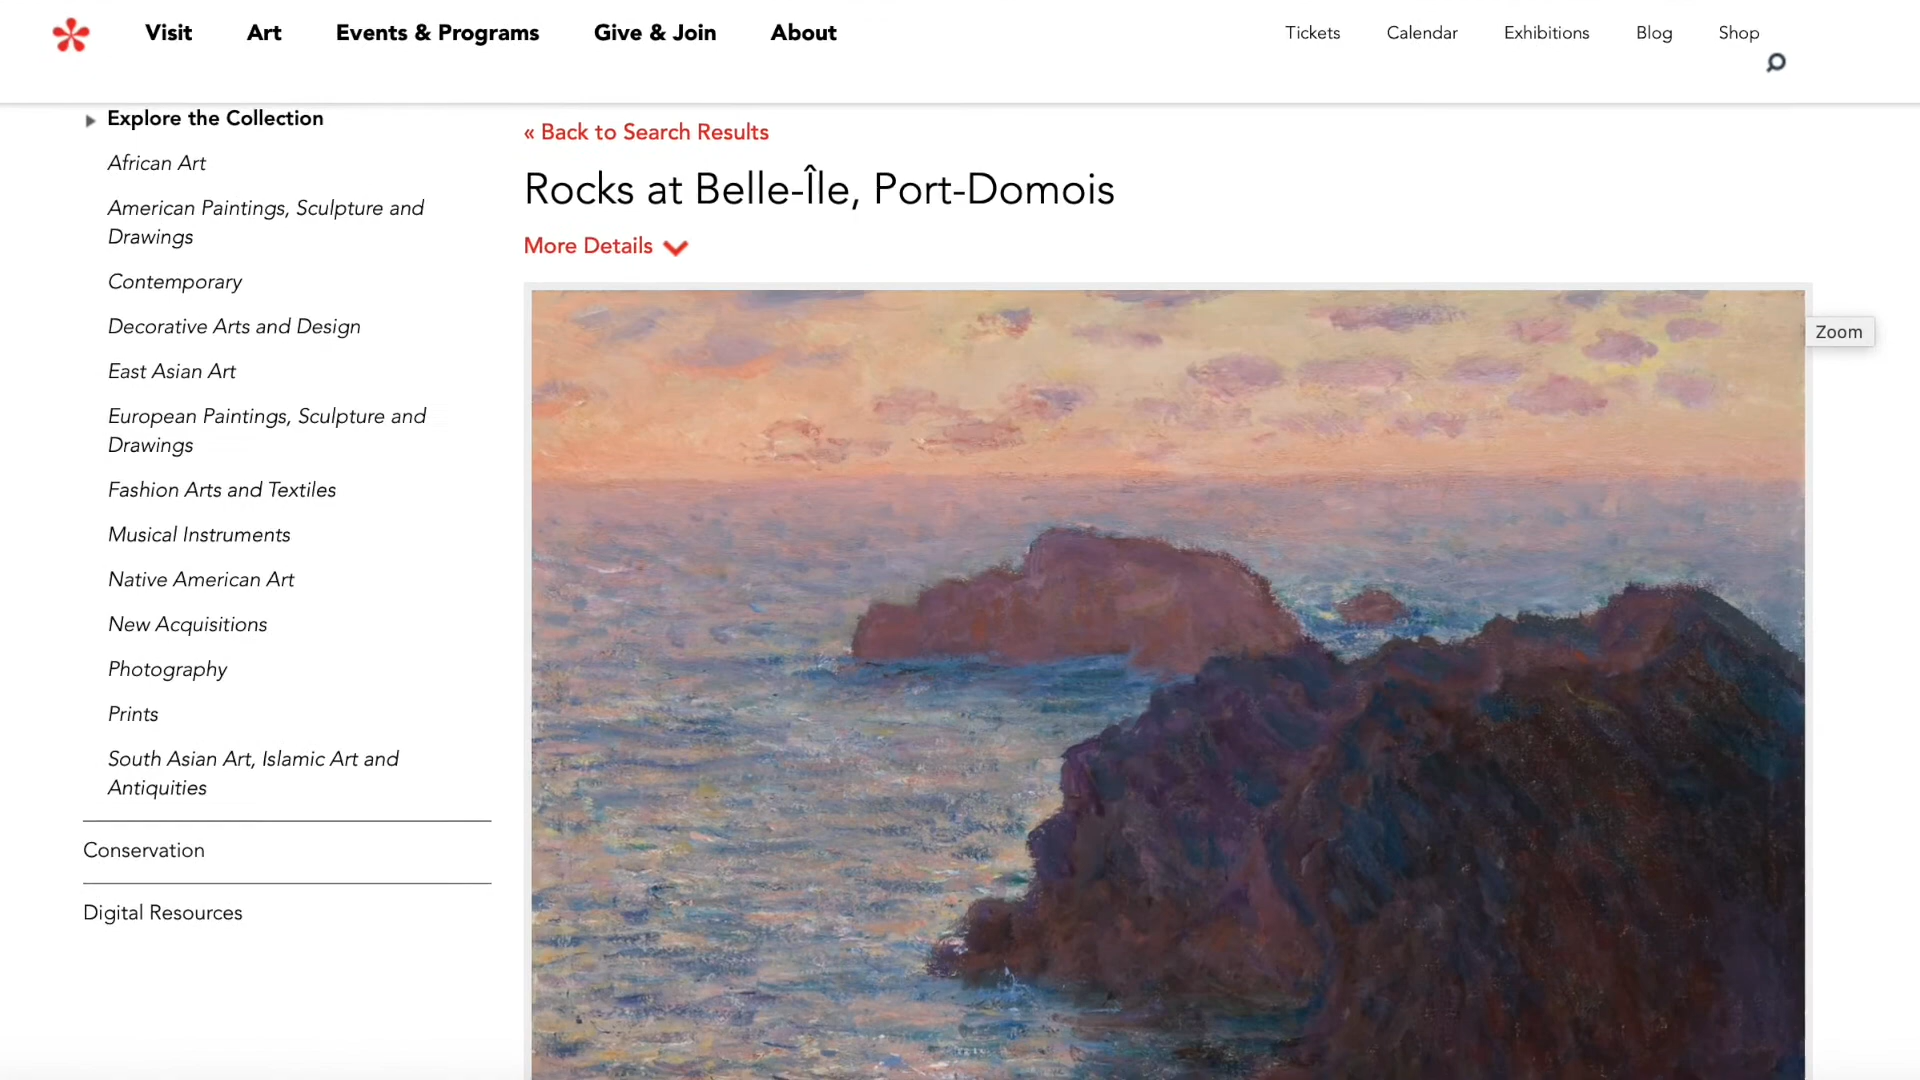 Visit Art Events & Programs Give & Join About Tickets Calendar Exhibitions Blog Shop
Explore the Collection
African Art
American Paintings, Sculpture and
Drawings
Contemporary
Decorative Arts and Design
East Asian Art
European Paintings, Sculpture and
Drawings
Fashion Arts and Textiles
Musical Instruments
Native American Art
New Acquisitions
Photography
Prints
South Asian Art, Islamic Art and
Antiquities
Conservation
Digital Resources
« Back to Search Results
Rocks at Belle-Île, Port-Domois
More Details
Zoom